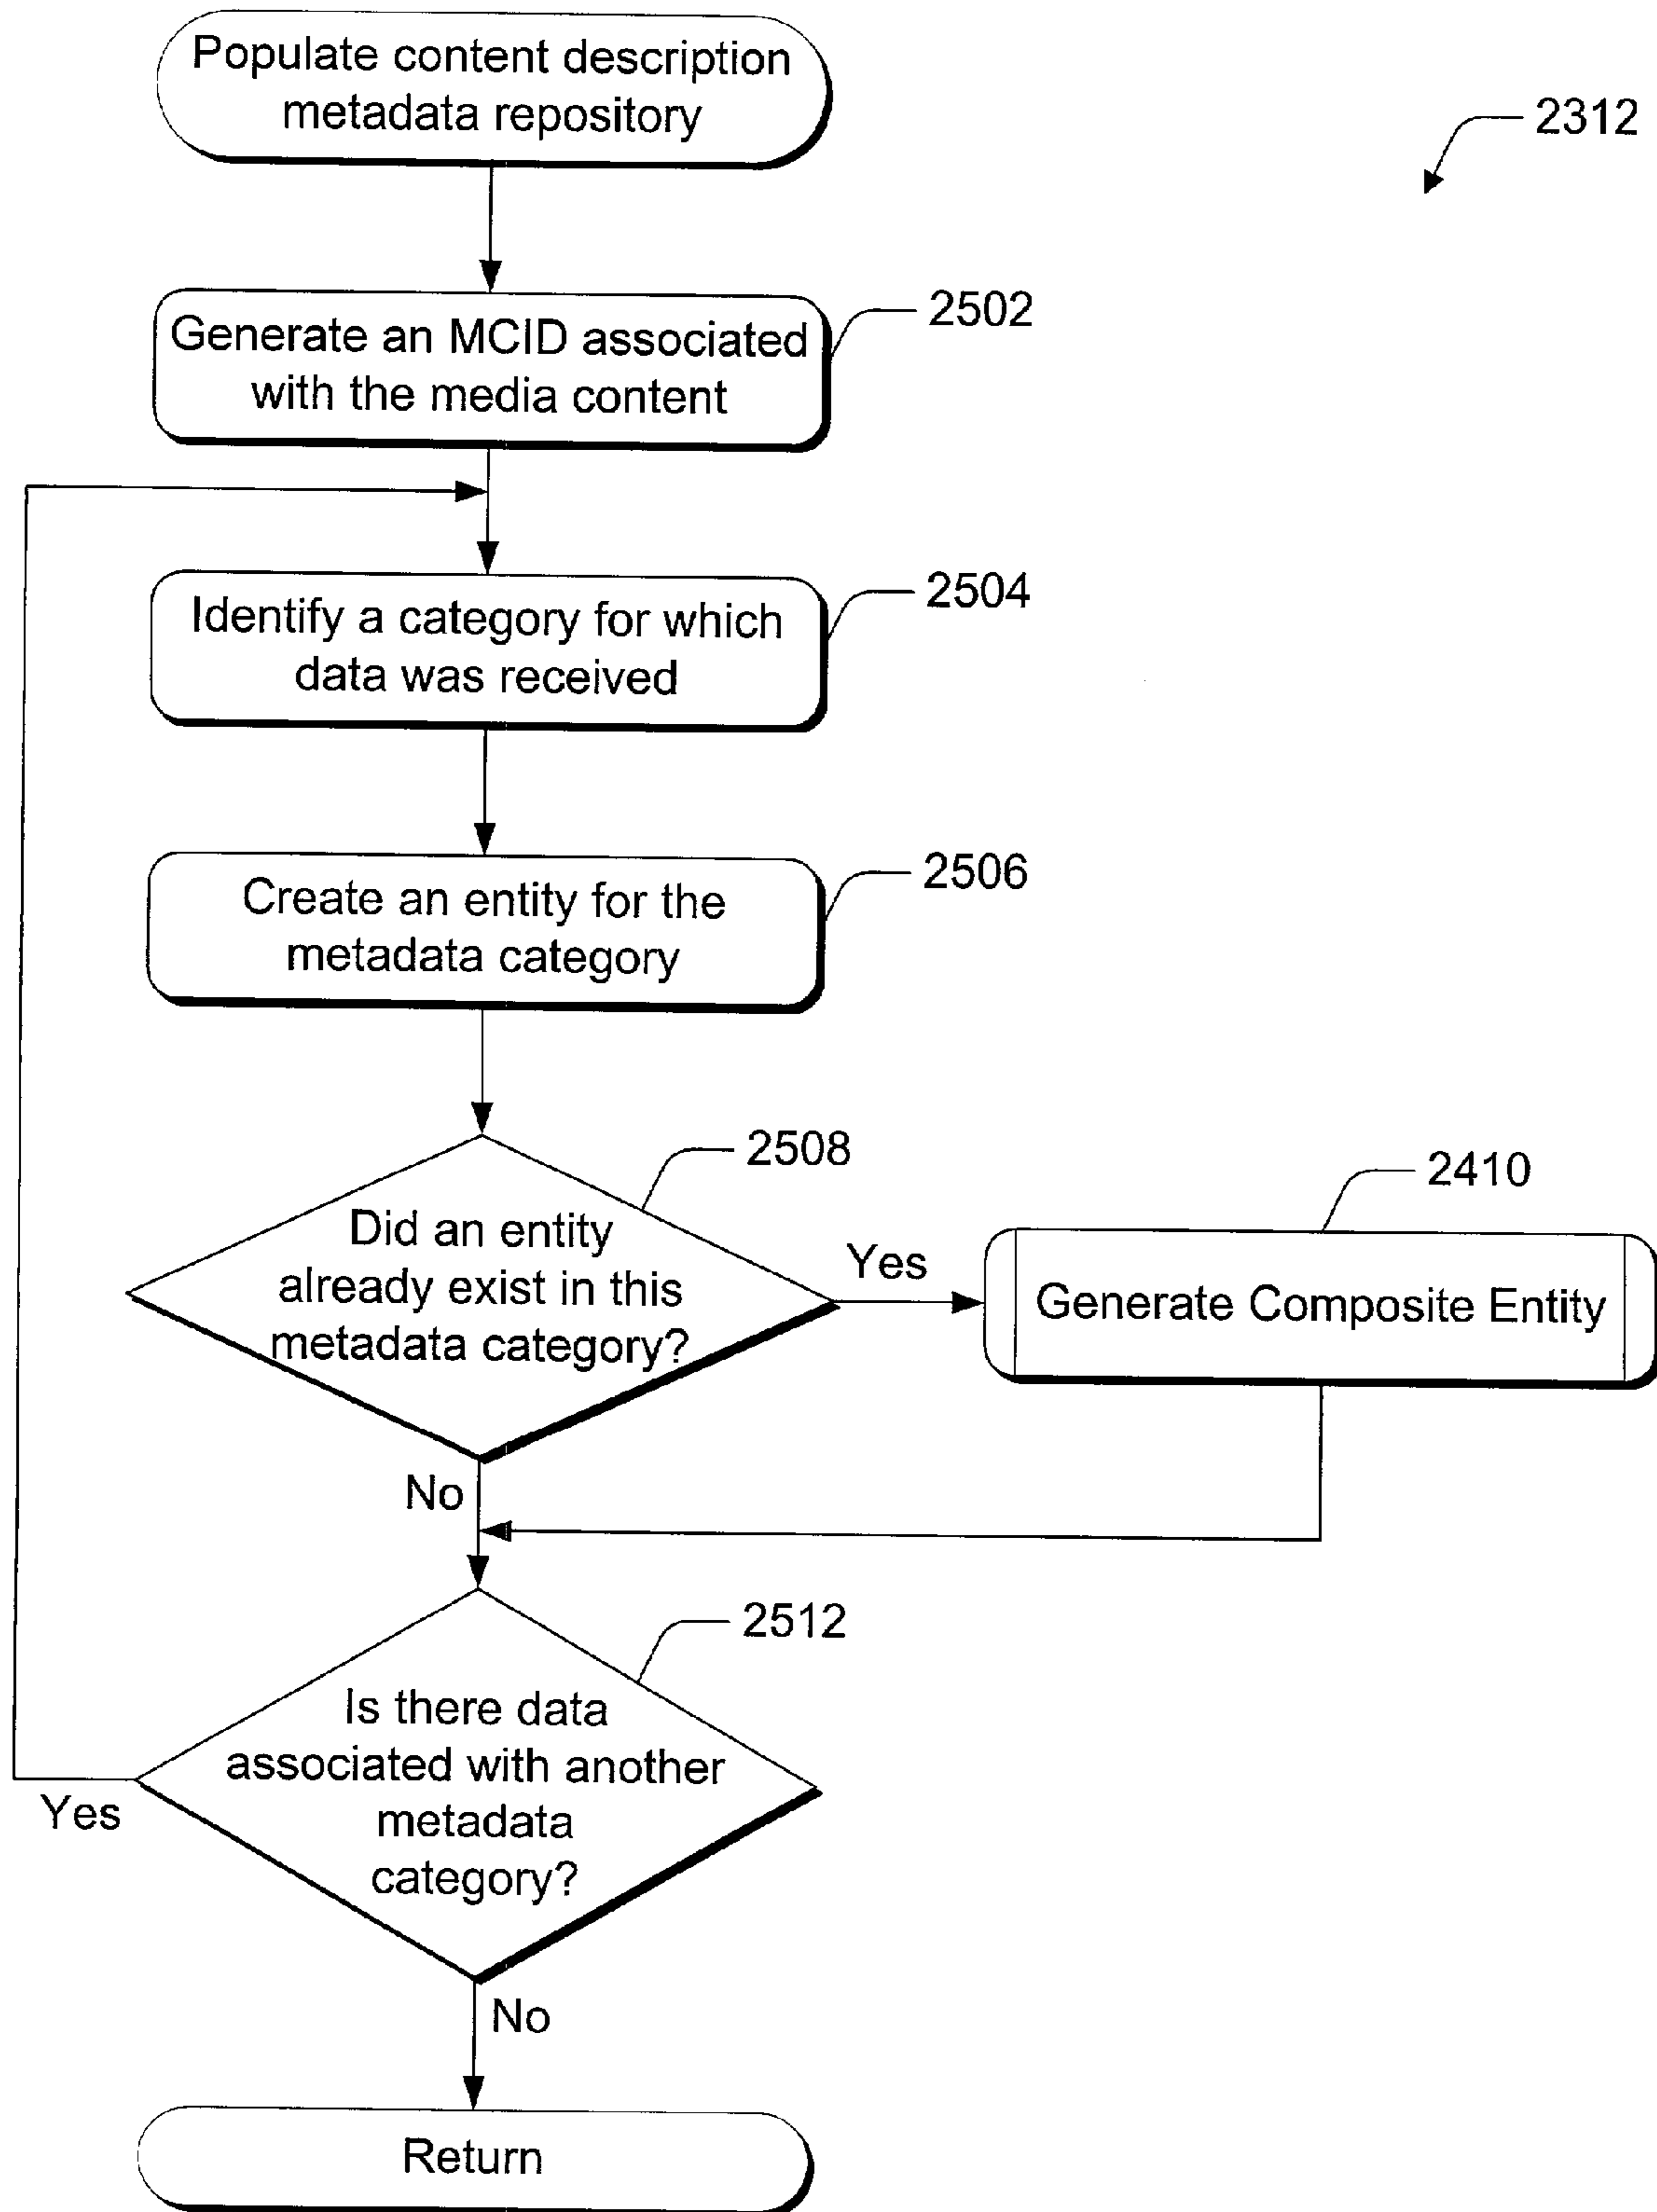 Populate content description
metadata repository
2312
Generate an MCID associated
with the media content
2502
Identify a category for which
data was received
2504
Create an entity for the
metadata category
2506
Did an entity
already exist in this
metadata category?
2508
Yes
Generate Composite Entity
2410
No
Is there data
associated with another
metadata
category?
2512
Yes
No
Return